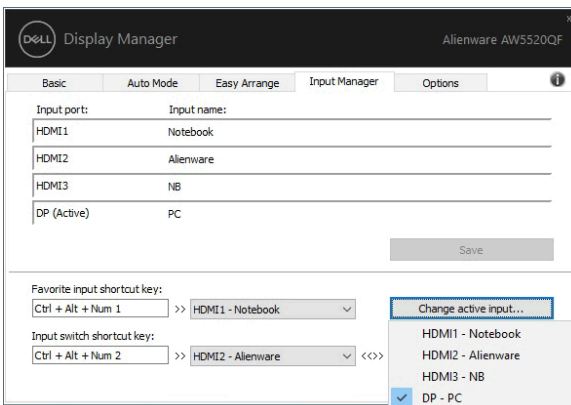 DELL Display Manager Alienware AW5520QF
Basic Auto Mode Easy Arrange Input Manager Options
Input port: Input name:
HDMI1 Notebook
HDMI2 Alienware
HDMI3 NB
DP (Active) PC
Save
Favorite input shortcut key:
Ctrl + Alt + Num 1 >> HDMI1 - Notebook Change active input...
Input switch shortcut key:
Ctrl + Alt + Num 2 >> HDMI2 - Alienware <<>>
HDMI1 - Notebook
HDMI2 - Alienware
HDMI3 - NB
DP - PC